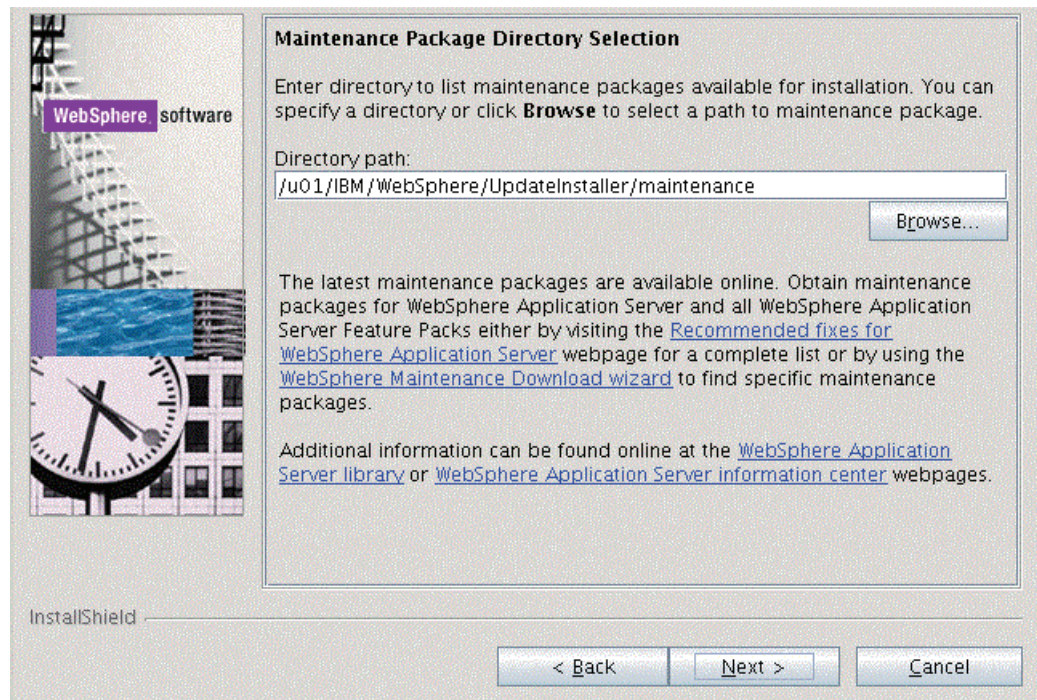 WebSphere. software
Maintenance Package Directory Selection
Enter directory to list maintenance packages available for installation. You can
specify a directory or click Browse to select a path to maintenance package.
Directory path:
/u01/IBM/WebSphere/UpdateInstaller/maintenance
Browse...
The latest maintenance packages are available online. Obtain maintenance
packages for WebSphere Application Server and all WebSphere Application
Server Feature Packs either by visiting the Recommended fixes for
WebSphere Application Server webpage for a complete list or by using the
WebSphere Maintenance Download wizard to find specific maintenance
packages.
Additional information can be found online at the WebSphere Application
Server library or WebSphere Application Server information center webpages.
InstallShield
< Back
Next >
Cancel